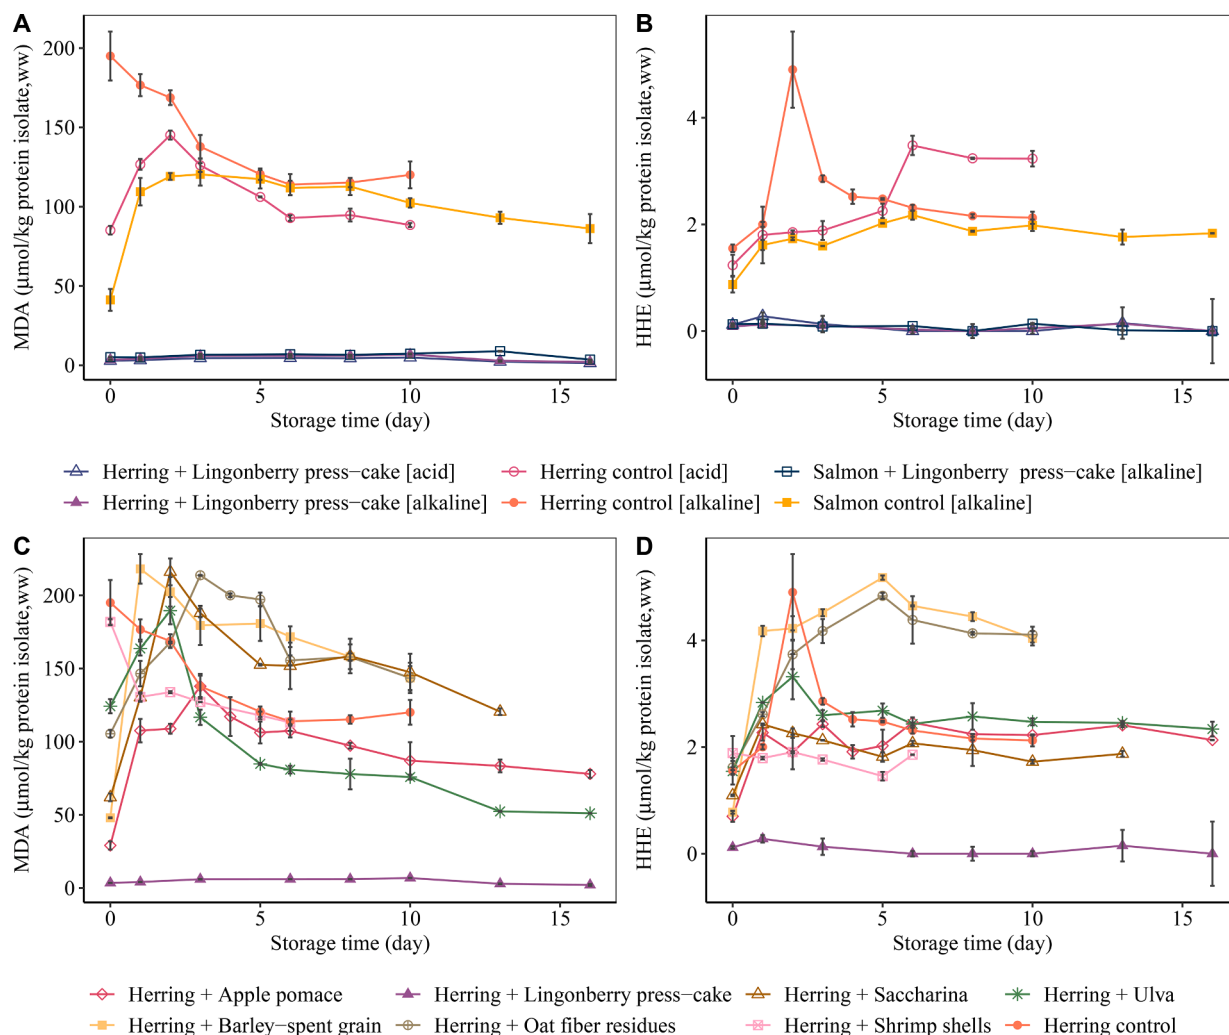 A
B
MDA (μmol/kg protein isolate,ww)
200
150
100
50
0
0 5 10 15
Storage time (day)
HHE (μmol/kg protein isolate,ww)
4
2
0
0 5 10 15
Storage time (day)
Herring + Lingonberry press−cake [acid]
Herring control [acid]
Salmon + Lingonberry press−cake [alkaline]
Herring + Lingonberry press−cake [alkaline]
Herring control [alkaline]
Salmon control [alkaline]
C
D
MDA (μmol/kg protein isolate,ww)
200
150
100
50
0
0 5 10 15
Storage time (day)
HHE (μmol/kg protein isolate,ww)
4
2
0
0 5 10 15
Storage time (day)
Herring + Apple pomace
Herring + Lingonberry press−cake
Herring + Saccharina
Herring + Ulva
Herring + Barley−spent grain
Herring + Oat fiber residues
Herring + Shrimp shells
Herring control